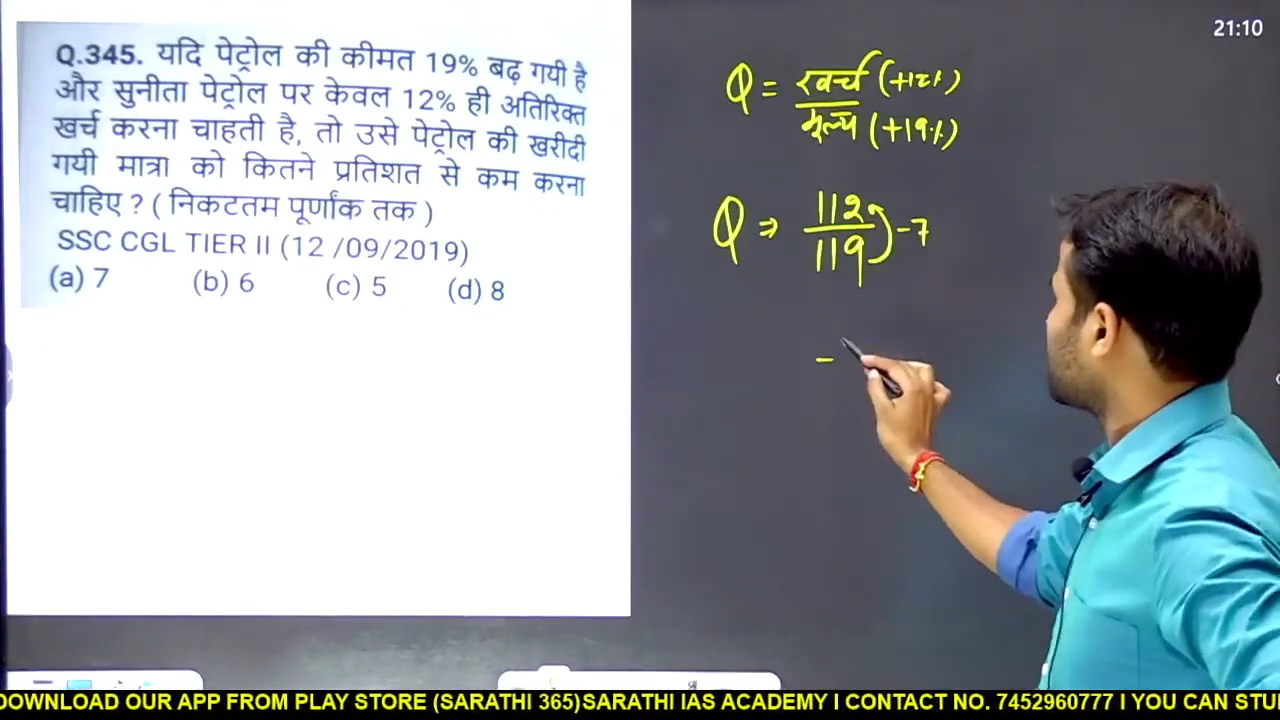 21:10
Q.345. यदि पेट्रोल की कीमत 19% बढ़ गयी है
और सुनीता पेट्रोल पर केवल 12% ही अतिरिक्त
खर्च करना चाहती है, तो उसे पेट्रोल की खरीदी
गयी मात्रा को कितने प्रतिशत से कम करना
चाहिए ? ( निकटतम पूर्णांक तक )
SSC CGL TIER II (12 /09/2019)
(a) 7 (b) 6 (c) 5 (d) 8
Q = खर्च (+12%)
मूल्य (+19%)
Q ⇒ 112
119 -7
-
DOWNLOAD OUR APP FROM PLAY STORE (SARATHI 365)SARATHI IAS ACADEMY I CONTACT NO. 7452960777 I YOU CAN STU